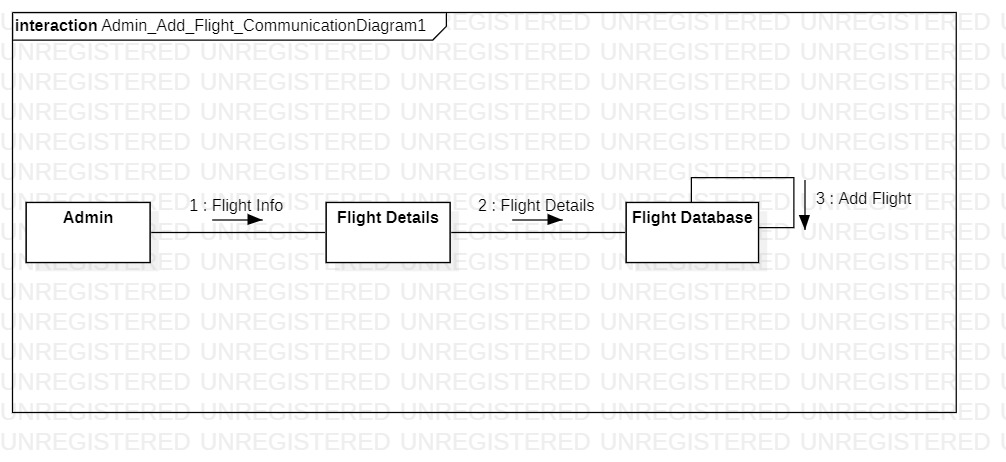 interaction Admin_Add_Flight_CommunicationDiagram1
UNREGISTERED UNREGISTERED UNREGISTERED UNREGISTERED UNREGISTERED
1 : Flight Info
2 : Flight Details
3 : Add Flight
Admin
Flight Details
Flight Database